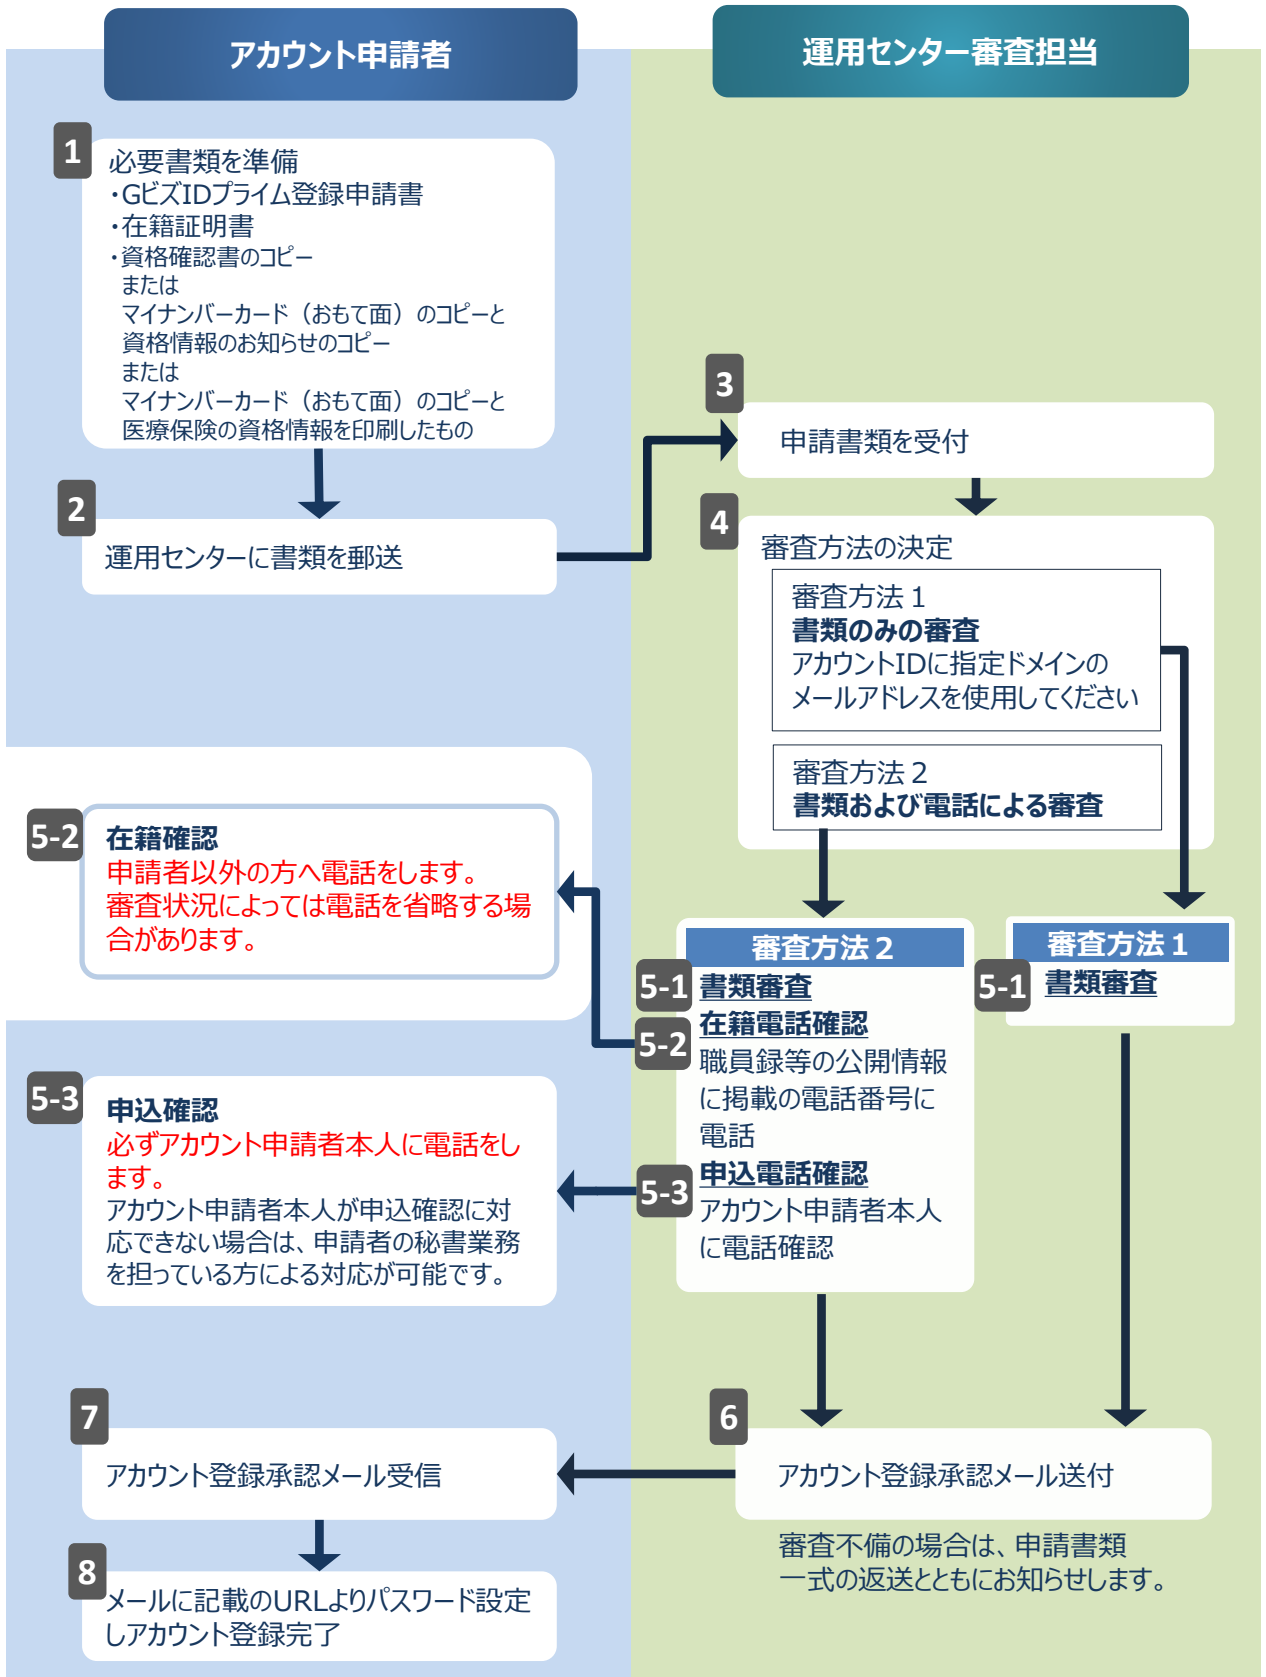 アカウント申請者
運用センター審査担当
1
必要書類を準備
・GビズIDプライム登録申請書
・在籍証明書
・資格確認書のコピー
または
マイナンバーカード（おもて面）のコピーと
資格情報のお知らせのコピー
または
マイナンバーカード（おもて面）のコピーと
医療保険の資格情報を印刷したもの
2
運用センターに書類を郵送
3
申請書類を受付
4
審査方法の決定
審査方法１
書類のみの審査
アカウントIDに指定ドメインの
メールアドレスを使用してください
審査方法２
書類および電話による審査
5-2
在籍確認
申請者以外の方へ電話をします。
審査状況によっては電話を省略する場
合があります。
審査方法２
5-1
書類審査
5-2
在籍電話確認
職員録等の公開情報
に掲載の電話番号に
電話
5-3
申込電話確認
アカウント申請者本人
に電話確認
審査方法１
5-1
書類審査
5-3
申込確認
必ずアカウント申請者本人に電話をし
ます。
アカウント申請者本人が申込確認に対
応できない場合は、申請者の秘書業務
を担っている方による対応が可能です。
6
アカウント登録承認メール送付
審査不備の場合は、申請書類
一式の返送とともにお知らせします。
7
アカウント登録承認メール受信
8
メールに記載のURLよりパスワード設定
しアカウント登録完了